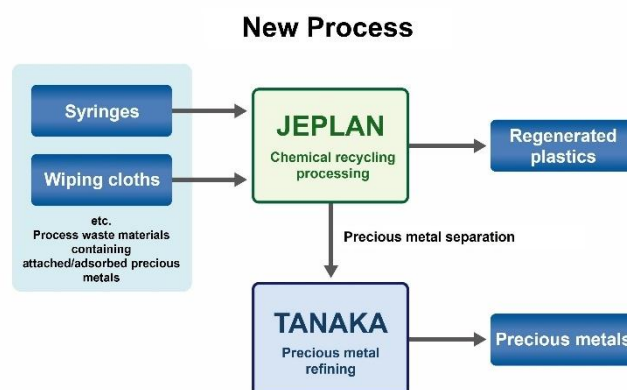 New Process
Syringes
Wiping cloths
etc.
Process waste materials
containing
attached/adsorbed precious
metals
JEPLAN
Chemical recycling
processing
Regenerated
plastics
Precious metal separation
TANAKA
Precious metal
refining
Precious metals